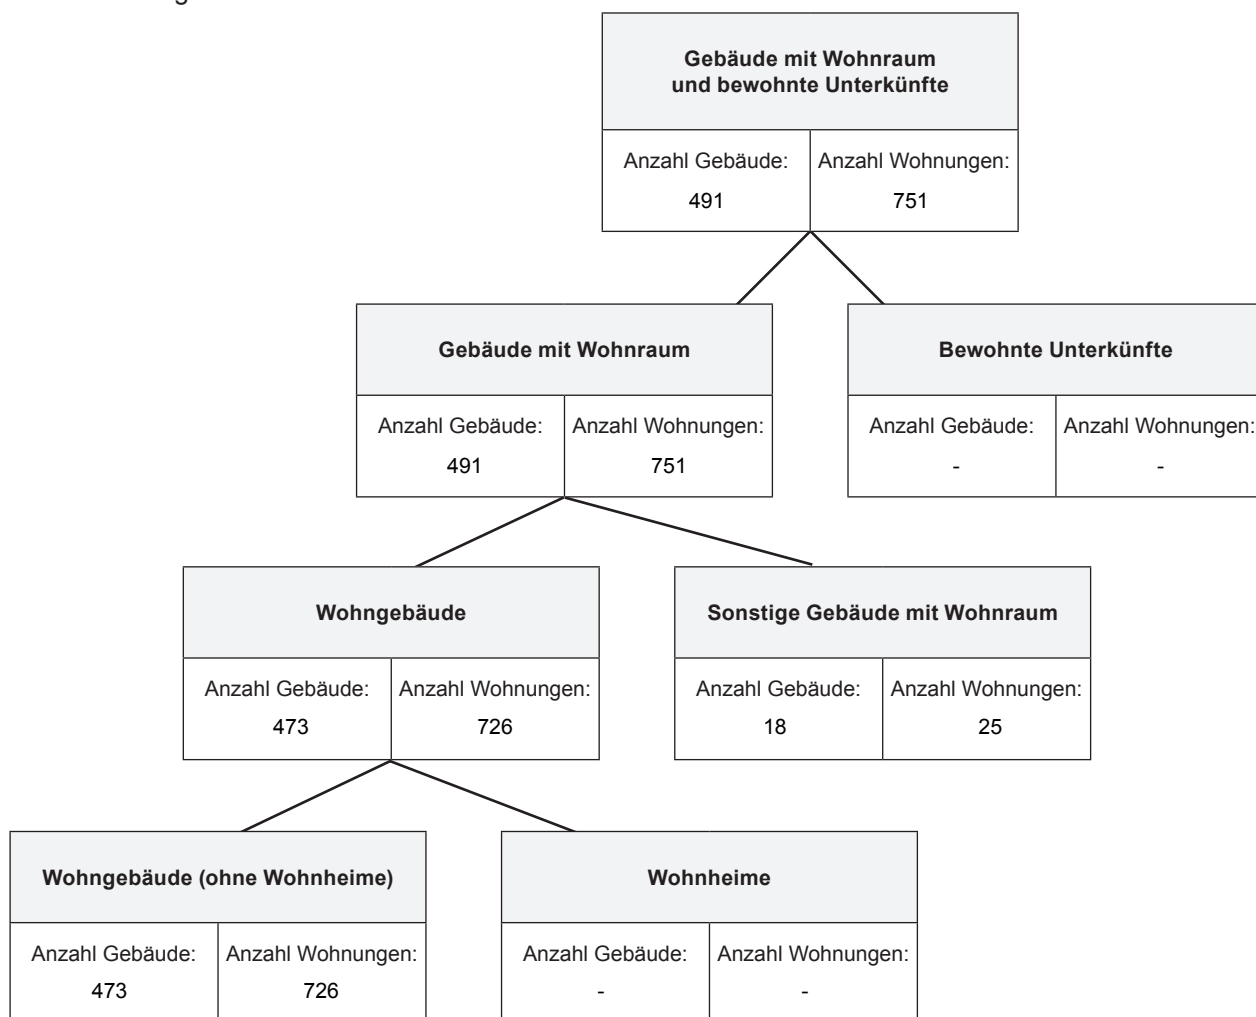 Gebäude mit Wohnraum
und bewohnte Unterkünfte
Anzahl Gebäude: Anzahl Wohnungen:
491 751
Gebäude mit Wohnraum
Anzahl Gebäude: Anzahl Wohnungen:
491 751
Bewohnte Unterkünfte
Anzahl Gebäude: Anzahl Wohnungen:
- -
Wohngebäude
Anzahl Gebäude: Anzahl Wohnungen:
473 726
Sonstige Gebäude mit Wohnraum
Anzahl Gebäude: Anzahl Wohnungen:
18 25
Wohngebäude (ohne Wohnheime)
Anzahl Gebäude: Anzahl Wohnungen:
473 726
Wohnheime
Anzahl Gebäude: Anzahl Wohnungen:
- -